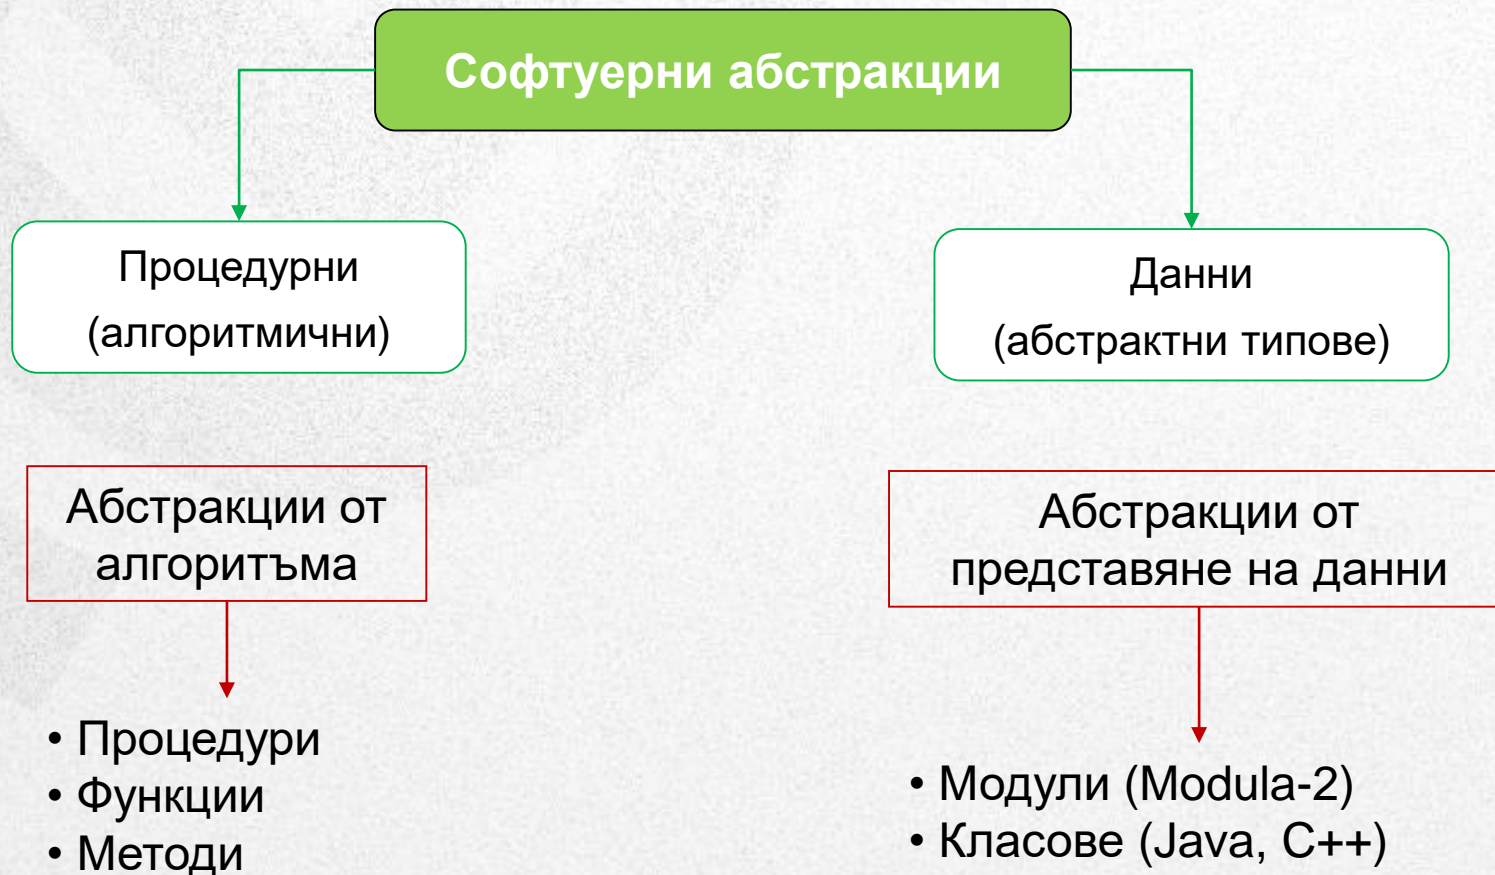 Софтуерни абстракции
Процедурни
(алгоритмични)
Данни
(абстрактни типове)
Абстракции от
алгоритъма
Абстракции от
представяне на данни
• Процедури
• Функции
• Методи
• Модули (Modula-2)
• Класове (Java, C++)